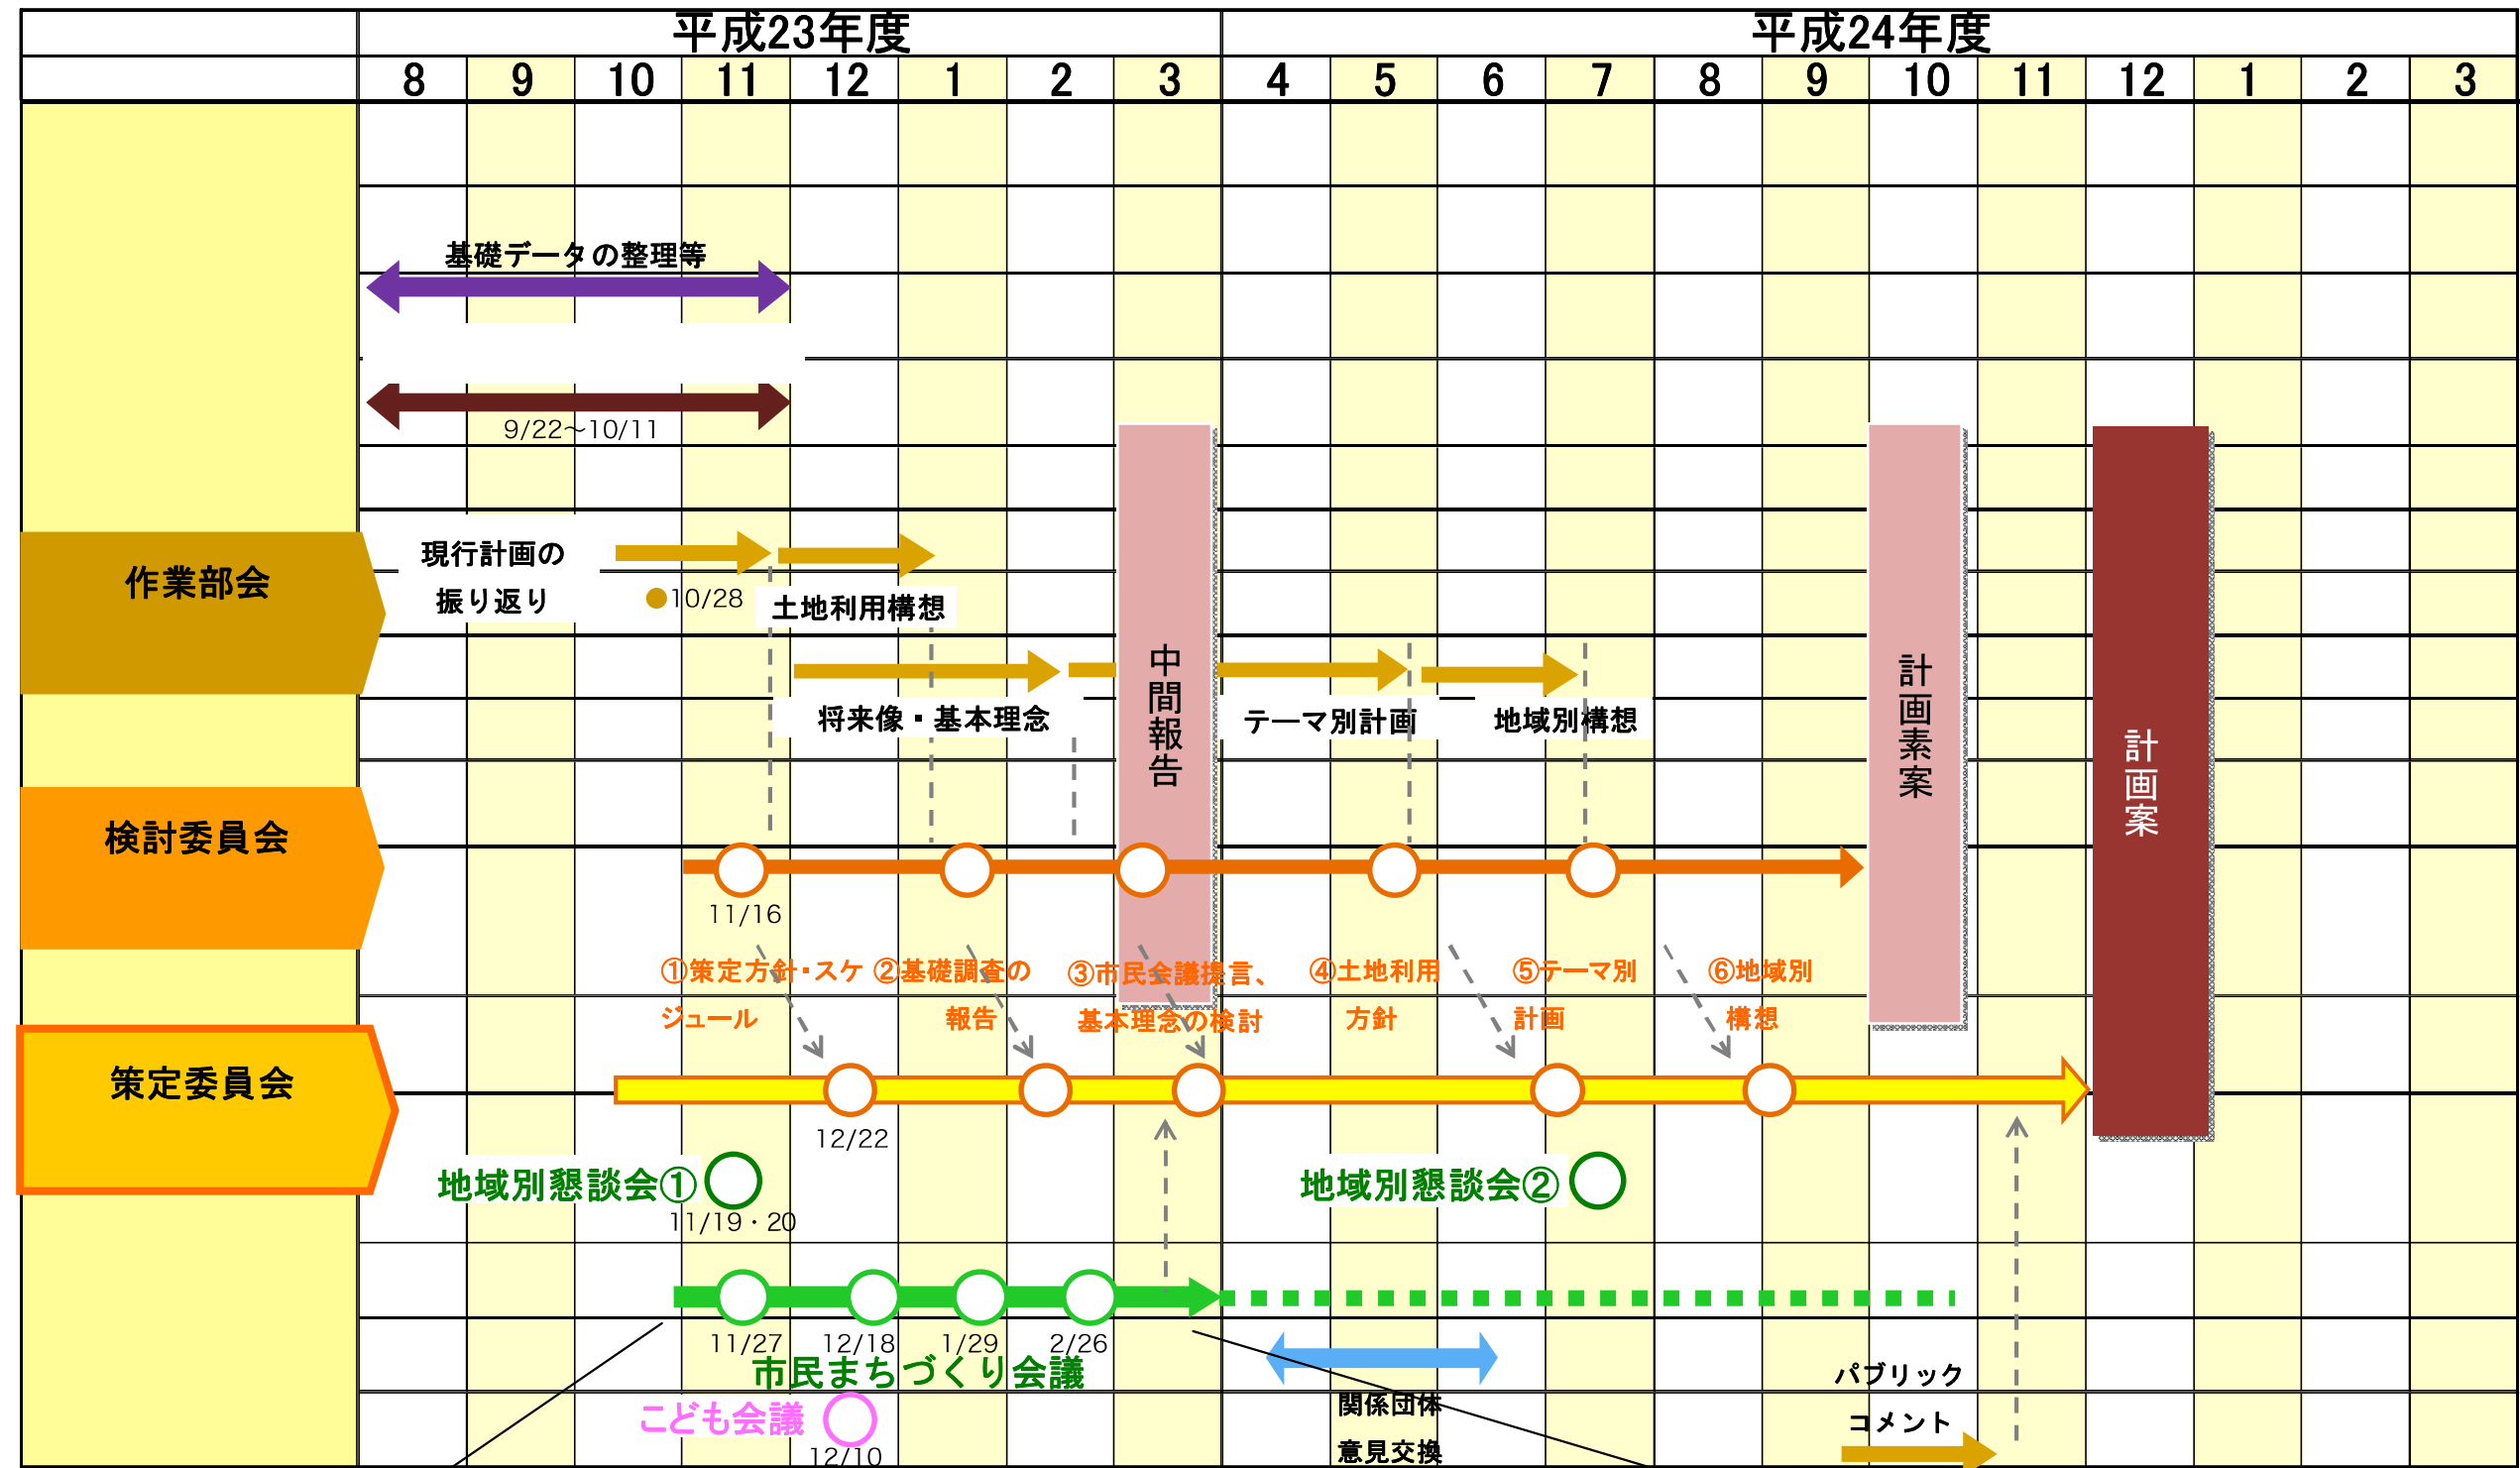 平成23年度
平成24年度
8 9 10 11 12 1 2 3 4 5 6 7 8 9 10 11 12 1 2 3
基礎データの整理等
9/22～10/11
作業部会
現行計画の
振り返り
●10/28
土地利用構想
将来像・基本理念
テーマ別計画
地域別構想
中間報告
計画素案
計画案
検討委員会
11/16
①策定方針・スケ
ジュール
②基礎調査の
報告
③市民会議提言、
基本理念の検討
④土地利用
方針
⑤テーマ別
計画
⑥地域別
構想
策定委員会
12/22
地域別懇談会①
11/19・20
地域別懇談会②
11/27
12/18
1/29
2/26
市民まちづくり会議
こども会議
12/10
関係団体
意見交換
パブリック
コメント